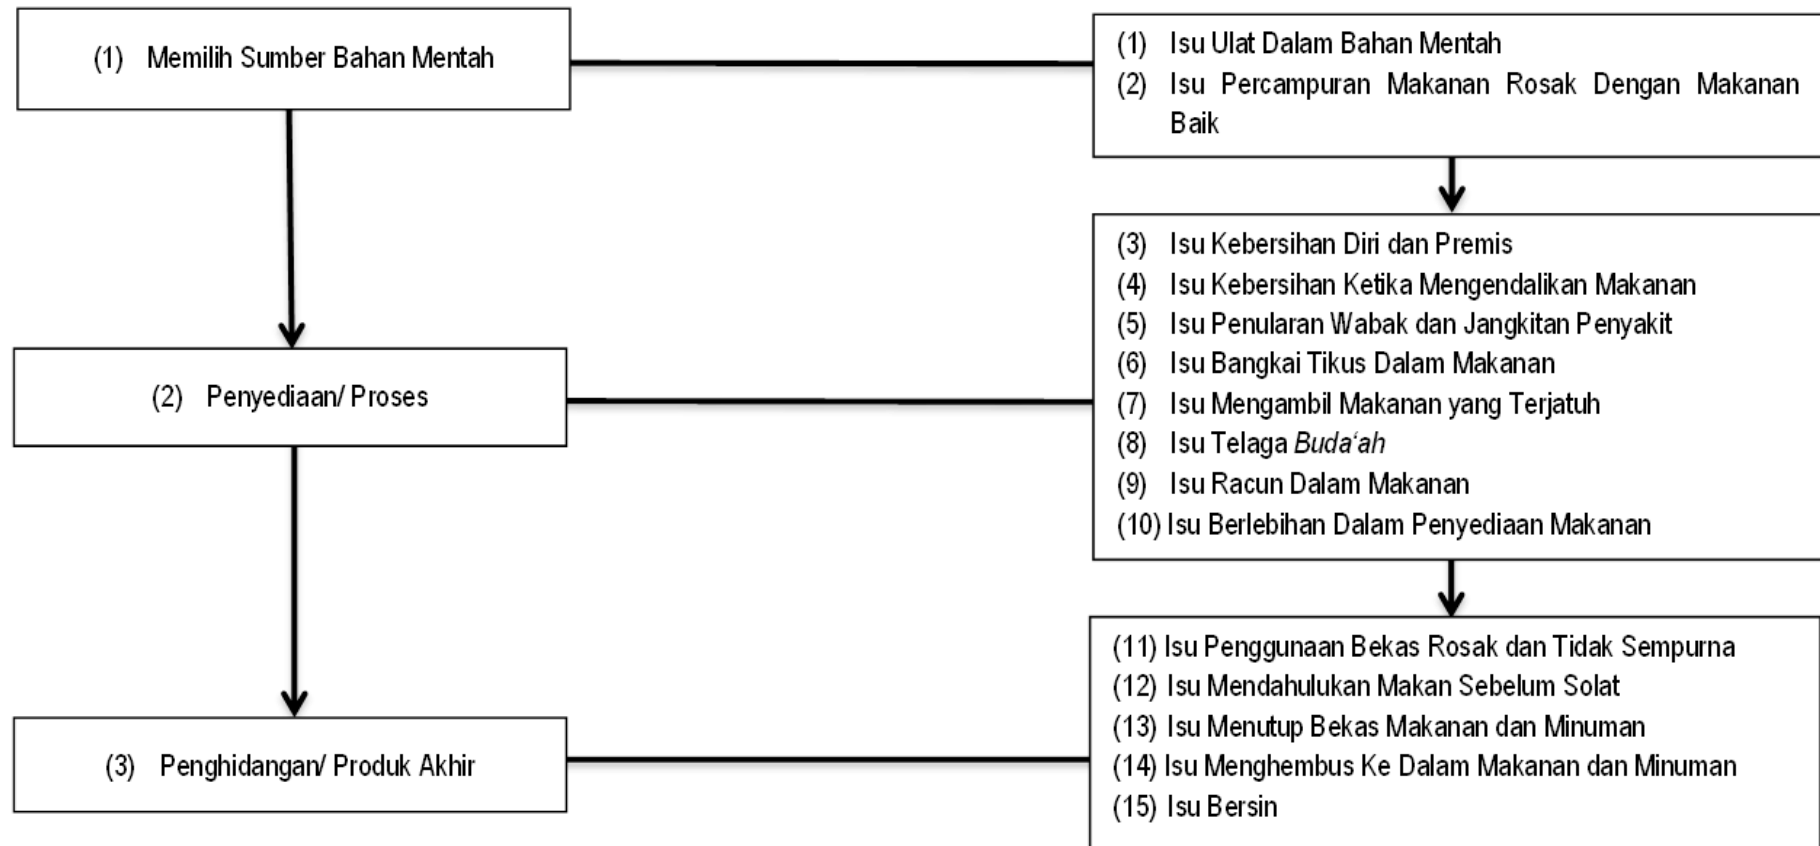 (1) Memilih Sumber Bahan Mentah
(1) Isu Ulat Dalam Bahan Mentah
(2) Isu Percampuran Makanan Rosak Dengan Makanan
Baik
(2) Penyediaan/ Proses
(3) Isu Kebersihan Diri dan Premis
(4) Isu Kebersihan Ketika Mengendalikan Makanan
(5) Isu Penularan Wabak dan Jangkitan Penyakit
(6) Isu Bangkai Tikus Dalam Makanan
(7) Isu Mengambil Makanan yang Terjatuh
(8) Isu Telaga Buda‘ah
(9) Isu Racun Dalam Makanan
(10) Isu Berlebihan Dalam Penyediaan Makanan
(3) Penghidangan/ Produk Akhir
(11) Isu Penggunaan Bekas Rosak dan Tidak Sempurna
(12) Isu Mendahulukan Makan Sebelum Solat
(13) Isu Menutup Bekas Makanan dan Minuman
(14) Isu Menghembus Ke Dalam Makanan dan Minuman
(15) Isu Bersin